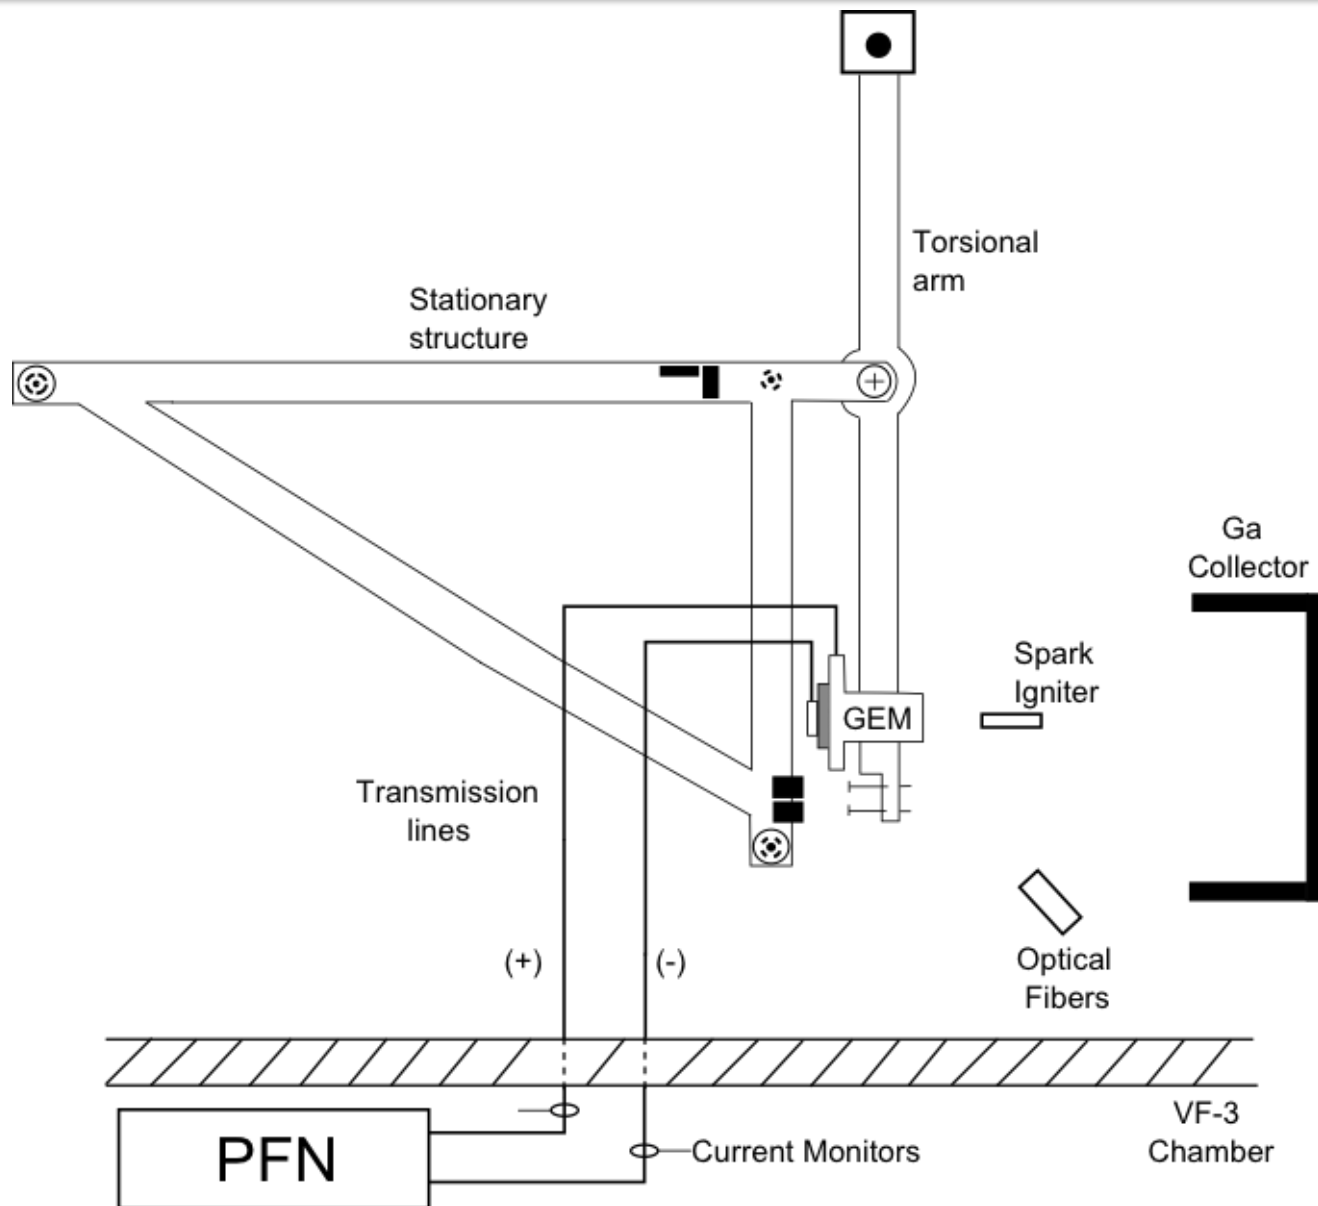 Torsional
arm
Stationary
structure
Ga
Collector
Spark
Igniter
GEM
Transmission
lines
(+)
(-)
Optical
Fibers
VF-3
Chamber
PFN
Current Monitors